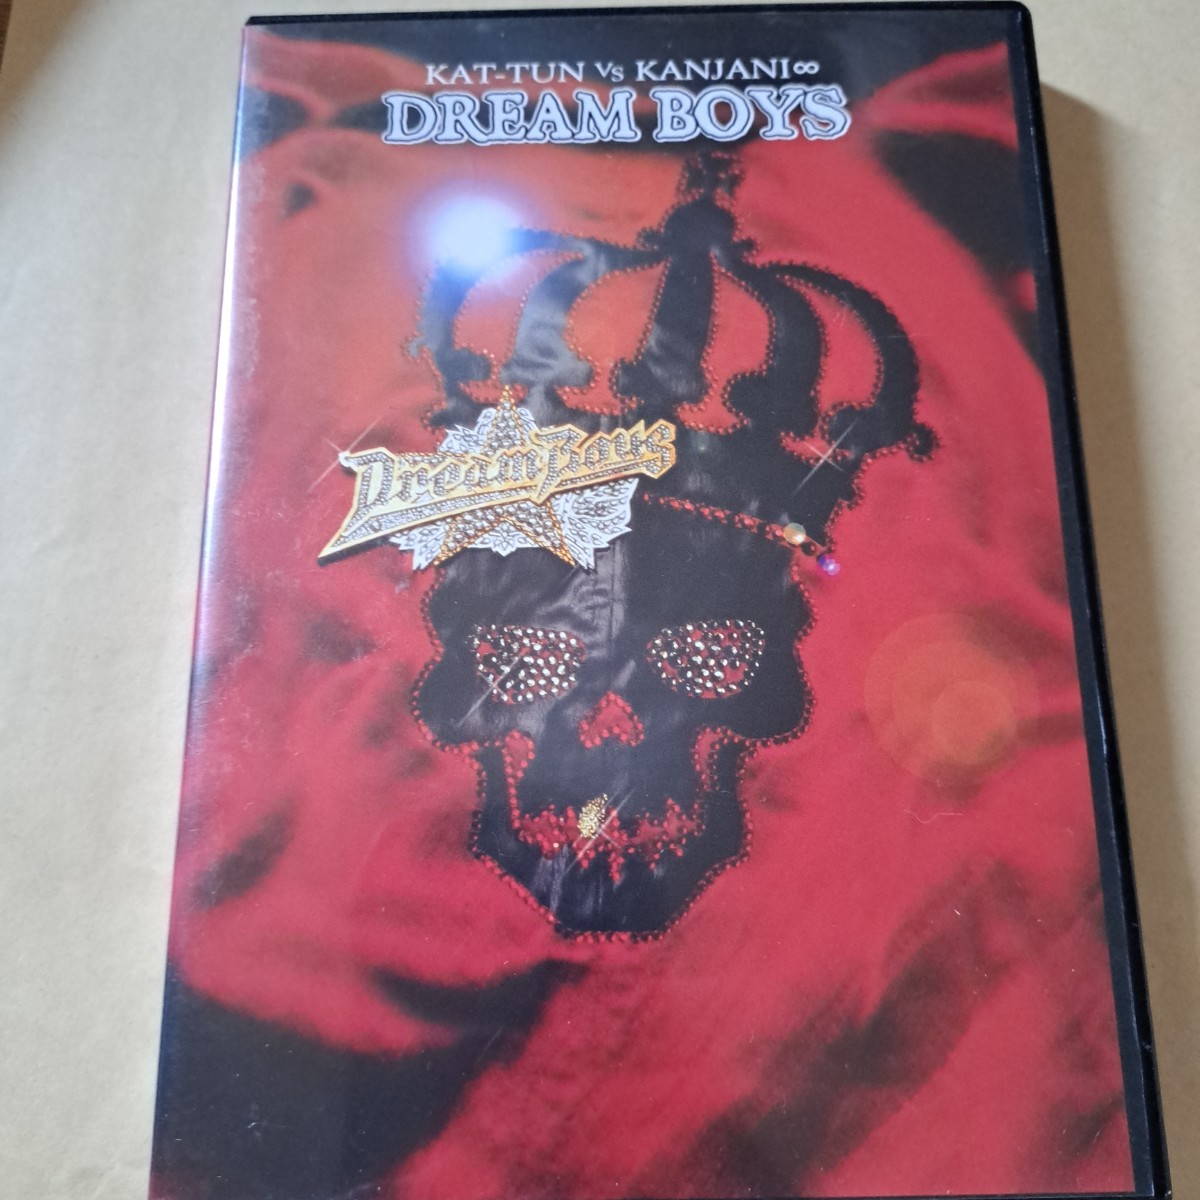 KAT-TUN Vs KANJANI∞
DREAM BOYS
Dream Boys